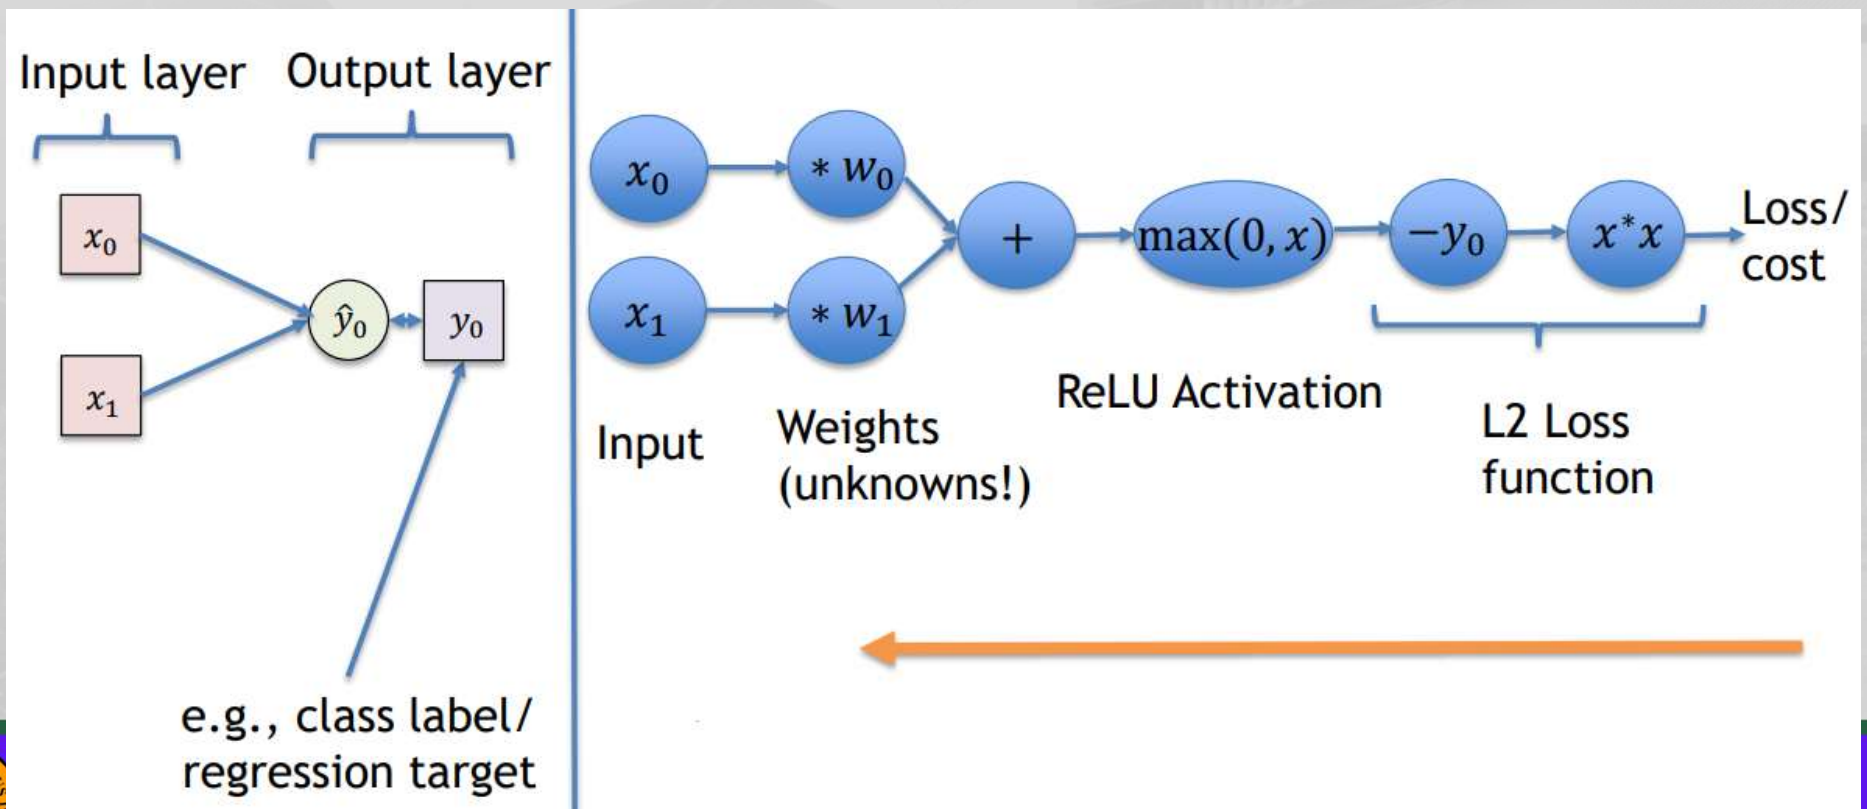 Input layer
Output layer
x₀
x₁
ŷ₀
y₀
e.g., class label/
regression target
x₀
* w₀
x₁
* w₁
+
max(0, x)
−y₀
x*x
Loss/
cost
Input
Weights
(unknowns!)
ReLU Activation
L2 Loss
function